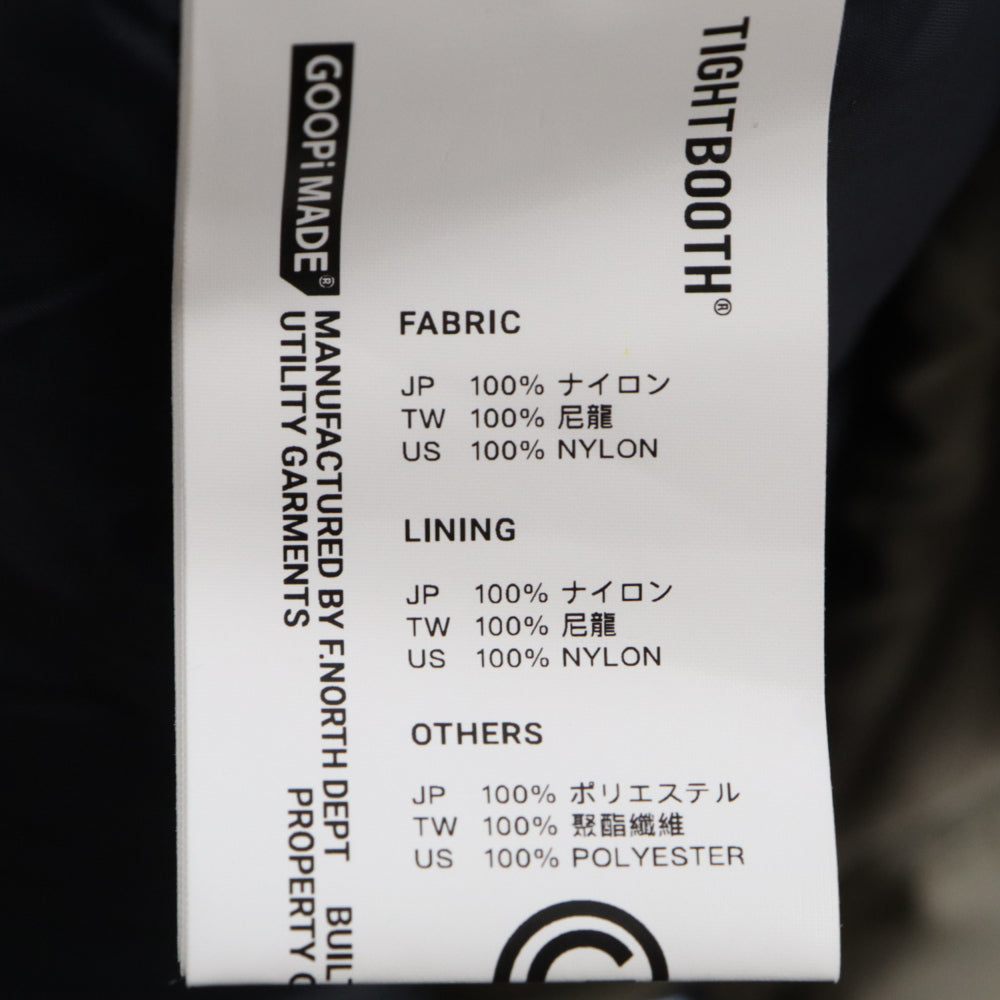 TIGHTBOOTH®
GOOPiMADE®
MANUFACTURED BY F.NORTH DEPT
UTILITY GARMENTS
PROPERTY
FABRIC
JP 100% ナイロン
TW 100% 尼龍
US 100% NYLON
LINING
JP 100% ナイロン
TW 100% 尼龍
US 100% NYLON
OTHERS
JP 100% ポリエステル
TW 100% 聚酯纖維
US 100% POLYESTER
©